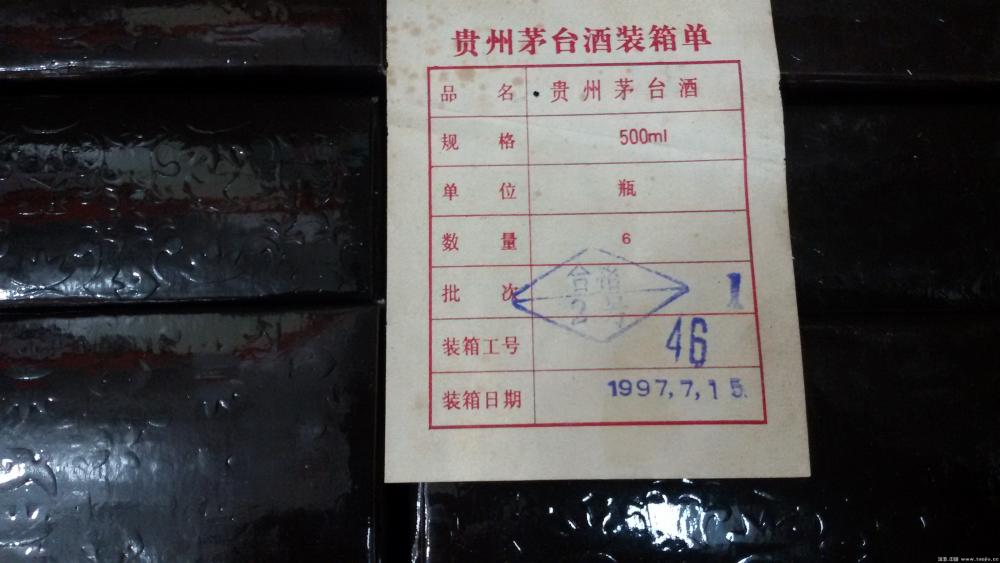 贵州茅台酒装箱单
品 名 贵州茅台酒
规 格 500ml
单 位 瓶
数 量 6
合格
批 次 1
装箱工号 46
装箱日期 1997,7,15.